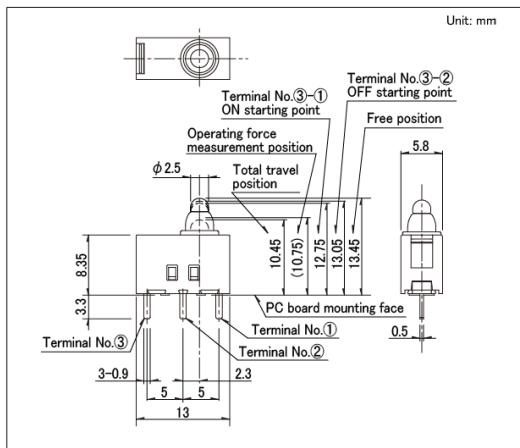 Unit: mm
Terminal No.③-②
OFF starting point
Terminal No.③-①
ON starting point
Free position
Operating force
measurement position
5.8
φ2.5
Total travel
position
8.35
3.3
10.45
(10.75)
12.75
13.05
13.45
PC board mounting face
Terminal No.①
Terminal No.③
Terminal No.②
0.5
3-0.9
2.3
5
5
13